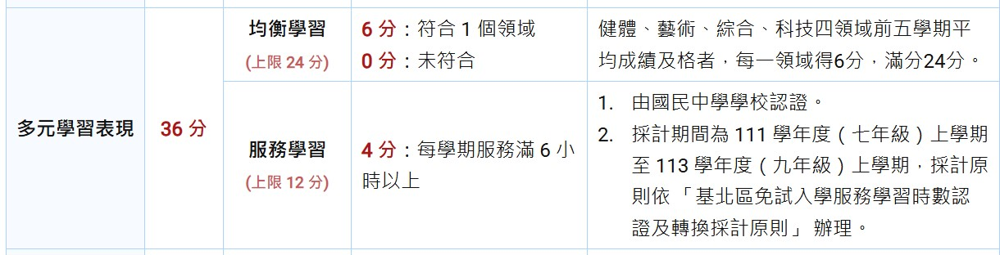 多元學習表現
36 分
均衡學習
(上限 24 分)
6 分：符合 1 個領域
0 分：未符合
健體、藝術、綜合、科技四領域前五學期平
均成績及格者，每一領域得6分，滿分24分。
服務學習
(上限 12 分)
4 分：每學期服務滿 6 小
時以上
1. 由國民中學學校認證。
2. 採計期間為 111 學年度（七年級）上學期
至 113 學年度（九年級）上學期，採計原
則依 「基北區免試入學服務學習時數認
證及轉換採計原則」 辦理。